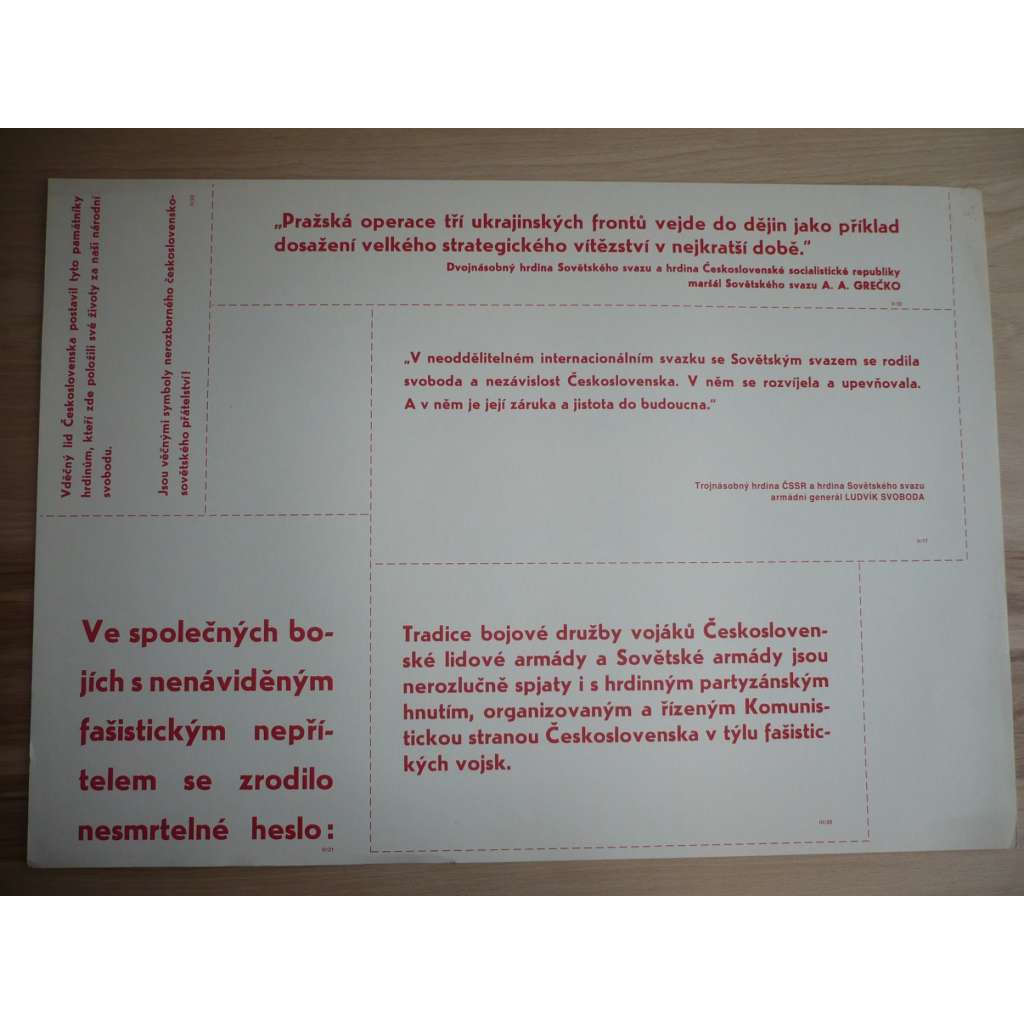 Vděčný lid Československa postavil tyto památníky
hrdinům, kteří zde položili své životy za naši národní
svobodu.
Jsou věčnými symboly nerozborného československo-
sovětského přátelství!
„Pražská operace tří ukrajinských frontů vejde do dějin jako příklad
dosažení velkého strategického vítězství v nejkratší době.“
Dvojnásobný hrdina Sovětského svazu a hrdina Československé socialistické republiky
maršál Sovětského svazu A. A. GREČKO
„V neoddělitelném internacionálním svazku se Sovětským svazem se rodila
svoboda a nezávislost Československa. V něm se rozvíjela a upevňovala.
A v něm je její záruka a jistota do budoucna.“
Trojnásobný hrdina ČSSR a hrdina Sovětského svazu
armádní generál LUDVÍK SVOBODA
Ve společných bo-
jích s nenáviděným
fašistickým nepří-
telem se zrodilo
nesmrtelné heslo:
Tradice bojové družby vojáků Českosloven-
ské lidové armády a Sovětské armády jsou
nerozlučně spjaty i s hrdinným partyzánským
hnutím, organizovaným a řízeným Komunis-
tickou stranou Československa v týlu fašistic-
kých vojsk.